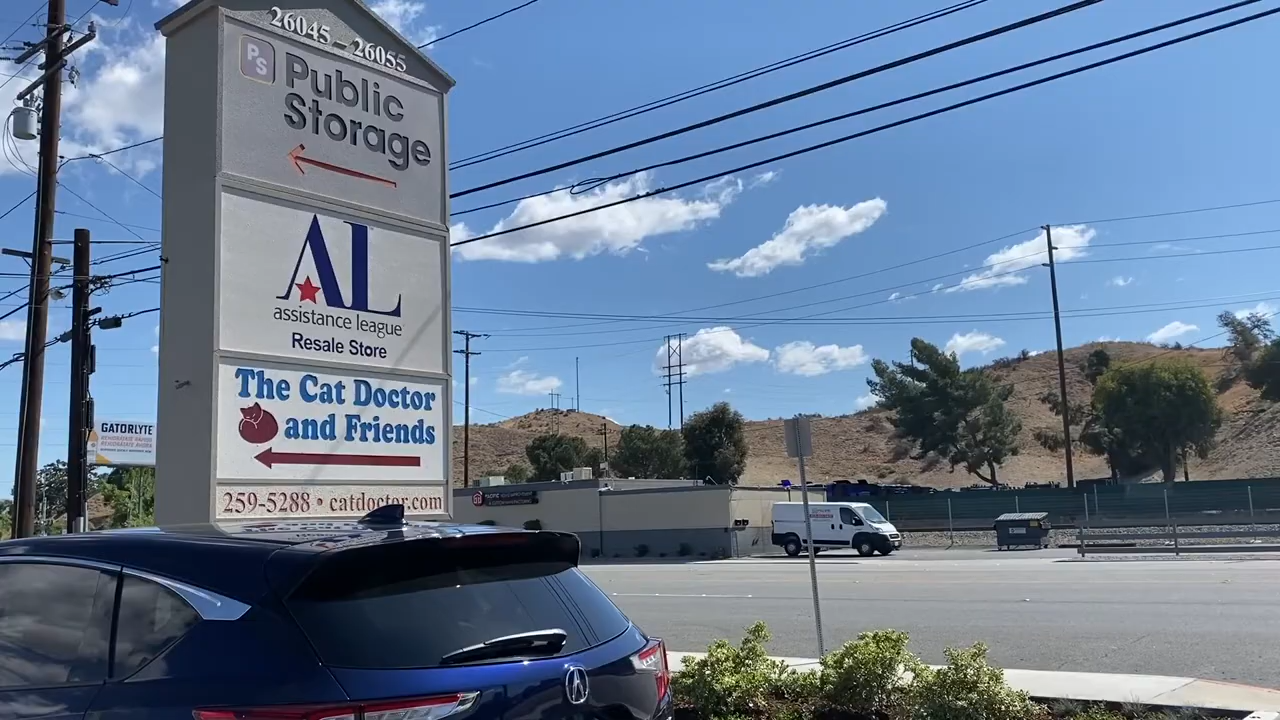 26045 - 26055
PS
Public
Storage
AL
assistance league
Resale Store
The Cat Doctor
and Friends
259-5288 • catdoctor.com
GATORLYTE